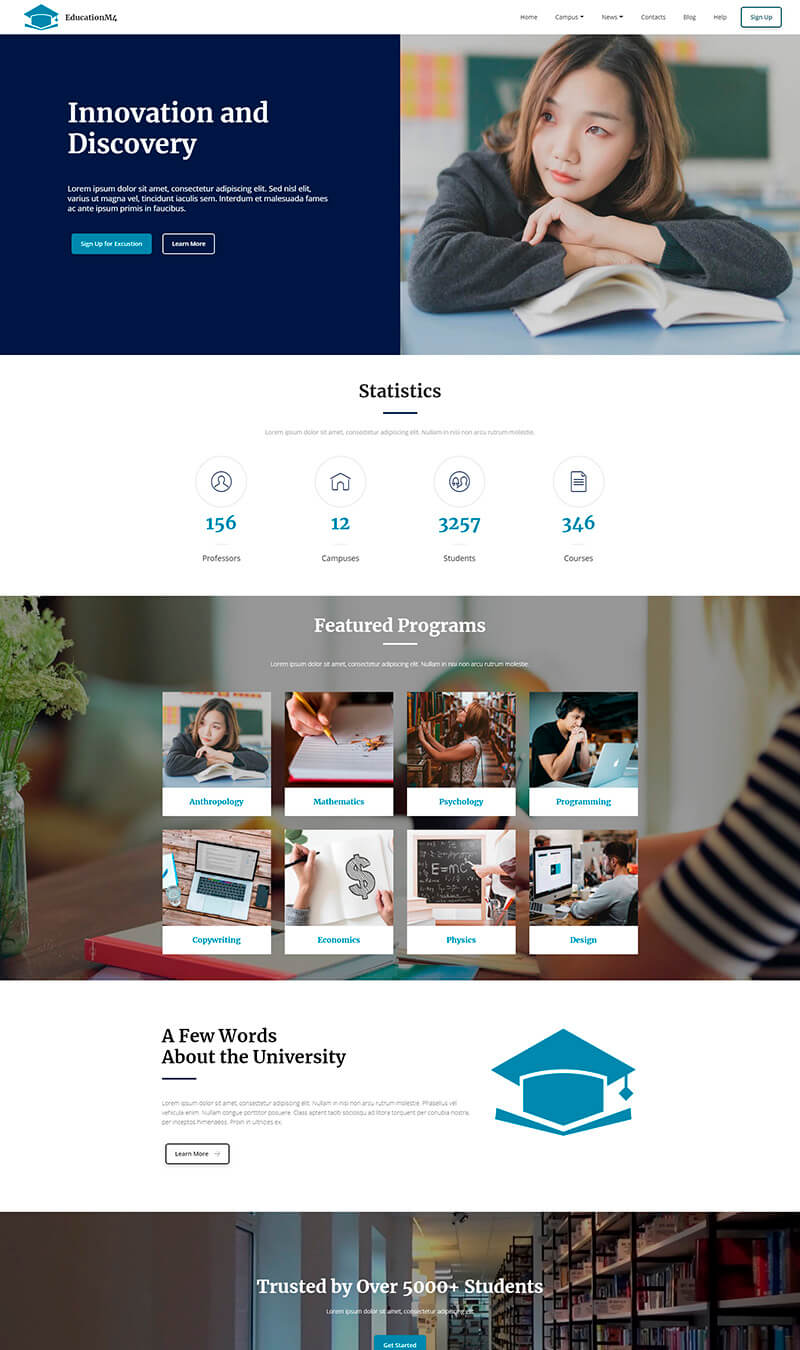 EducationM4
Home Campus News Contacts Blog Help Sign Up
Innovation and
Discovery
Lorem ipsum dolor sit amet, consectetur adipiscing elit. Sed nisl elit,
varius ut magna vel, tincidunt iaculis sem. Interdum et malesuada fames
ac ante ipsum primis in faucibus.
Sign Up for Excustion Learn More
Statistics
Lorem ipsum dolor sit amet, consectetur adipiscing elit. Nullam in nisi non arcu rutrum molestie.
156 12 3257 346
Professors Campuses Students Courses
Featured Programs
Lorem ipsum dolor sit amet, consectetur adipiscing elit. Nullam in nisi non arcu rutrum molestie.
Anthropology Mathematics Psychology Programming
$
E=mc²
Copywriting Economics Physics Design
A Few Words
About the University
Lorem ipsum dolor sit amet, consectetur adipiscing elit. Nullam in nisi non arcu rutrum molestie. Phasellus vel
vehicula enim. Nullam congue porttitor posuere. Class aptent taciti sociosqu ad litora torquent per conubia nostra,
per inceptos himenaeos. Proin in ultricies ex.
Learn More
Trusted by Over 5000+ Students
Lorem ipsum dolor sit amet, consectetur adipiscing elit.
Get Started